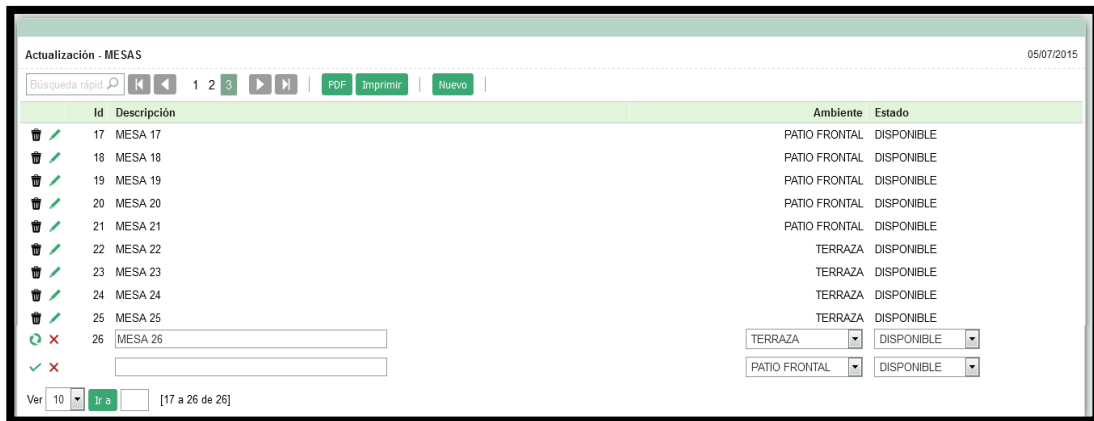 Actualización - MESAS 05/07/2015
Búsqueda rápid 1 2 3 PDF Imprimir Nuevo
Id Descripción Ambiente Estado
17 MESA 17 PATIO FRONTAL DISPONIBLE
18 MESA 18 PATIO FRONTAL DISPONIBLE
19 MESA 19 PATIO FRONTAL DISPONIBLE
20 MESA 20 PATIO FRONTAL DISPONIBLE
21 MESA 21 PATIO FRONTAL DISPONIBLE
22 MESA 22 TERRAZA DISPONIBLE
23 MESA 23 TERRAZA DISPONIBLE
24 MESA 24 TERRAZA DISPONIBLE
25 MESA 25 TERRAZA DISPONIBLE
26 MESA 26 TERRAZA DISPONIBLE
PATIO FRONTAL DISPONIBLE
Ver 10 Ir a [17 a 26 de 26]